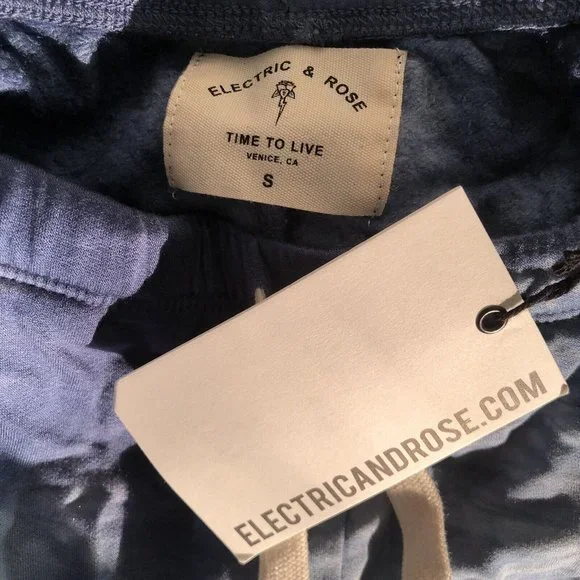 ELECTRIC & ROSE
TIME TO LIVE
VENICE, CA
S
ELECTRICANDROSE.COM